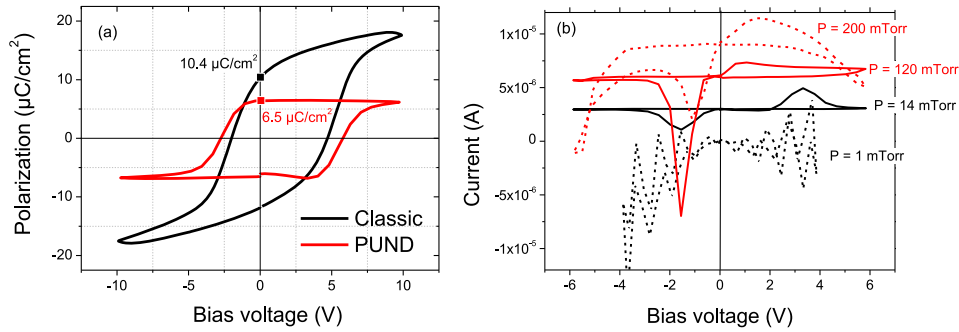 (a)
10.4 µC/cm²
6.5 µC/cm²
Classic
PUND
20
10
0
-10
-20
Polarization (µC/cm²)
-10
-5
0
5
10
Bias voltage (V)
(b)
P = 200 mTorr
P = 120 mTorr
P = 14 mTorr
P = 1 mTorr
1x10⁻⁵
5x10⁻⁶
0
-5x10⁻⁶
-1x10⁻⁵
Current (A)
-6
-4
-2
0
2
4
6
Bias voltage (V)